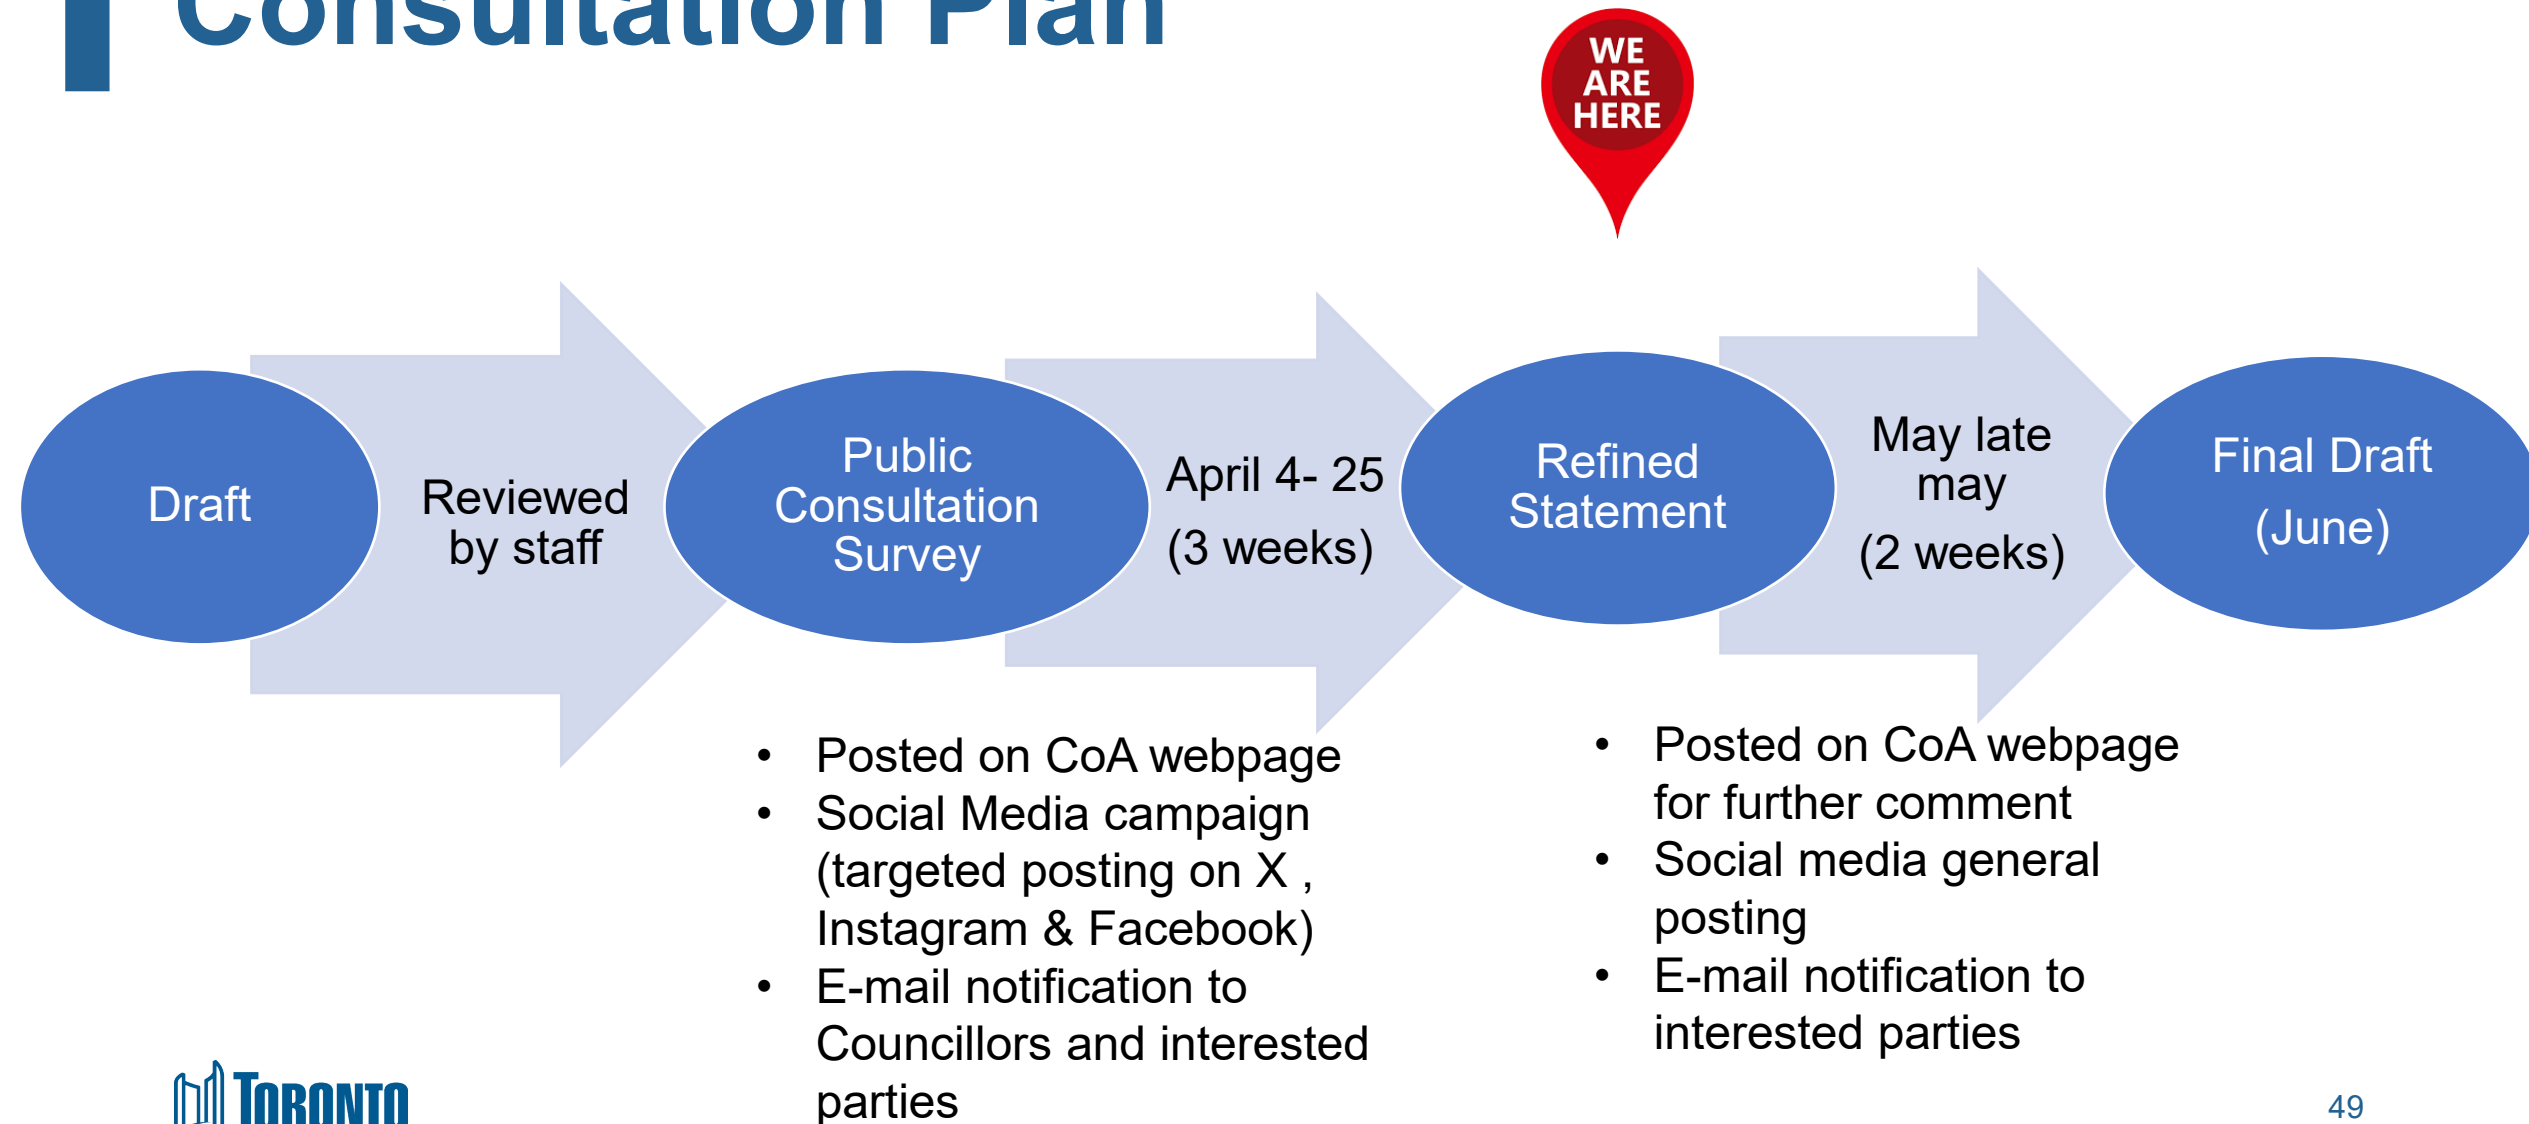 Consultation Plan
WE
ARE
HERE
Draft
Reviewed
by staff
Public
Consultation
Survey
April 4- 25
(3 weeks)
Refined
Statement
May late
may
(2 weeks)
Final Draft
(June)
• Posted on CoA webpage
• Social Media campaign
(targeted posting on X ,
Instagram & Facebook)
• E-mail notification to
Councillors and interested
parties
• Posted on CoA webpage
for further comment
• Social media general
posting
• E-mail notification to
interested parties
TORONTO
49